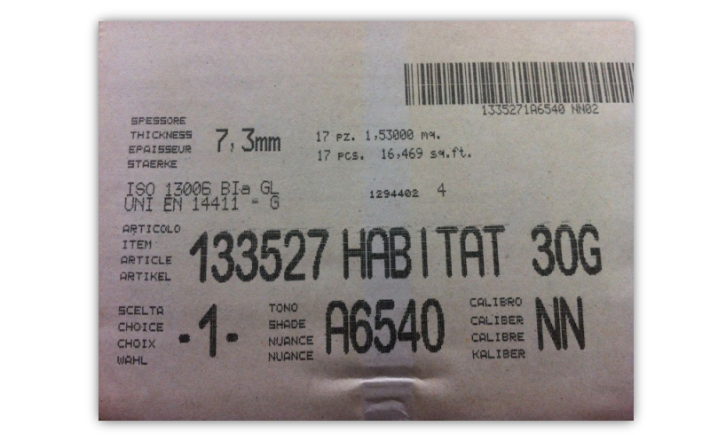 1335271A6540 NN02
SPESSORE
THICKNESS
EPAISSEUR
STAERKE
7,3mm
17 PZ. 1,53000 mq.
17 PCS. 16,469 sq.ft.
ISO 13006 BIa GL
UNI EN 14411 - G
1294402 4
ARTICOLO
ITEM
ARTICLE
ARTIKEL
133527 HABITAT 30G
SCELTA
CHOICE
CHOIX
WAHL
-1-
TONO
SHADE
NUANCE
NUANCE
A6540
CALIBRO
CALIBER
CALIBRE
KALIBER
NN